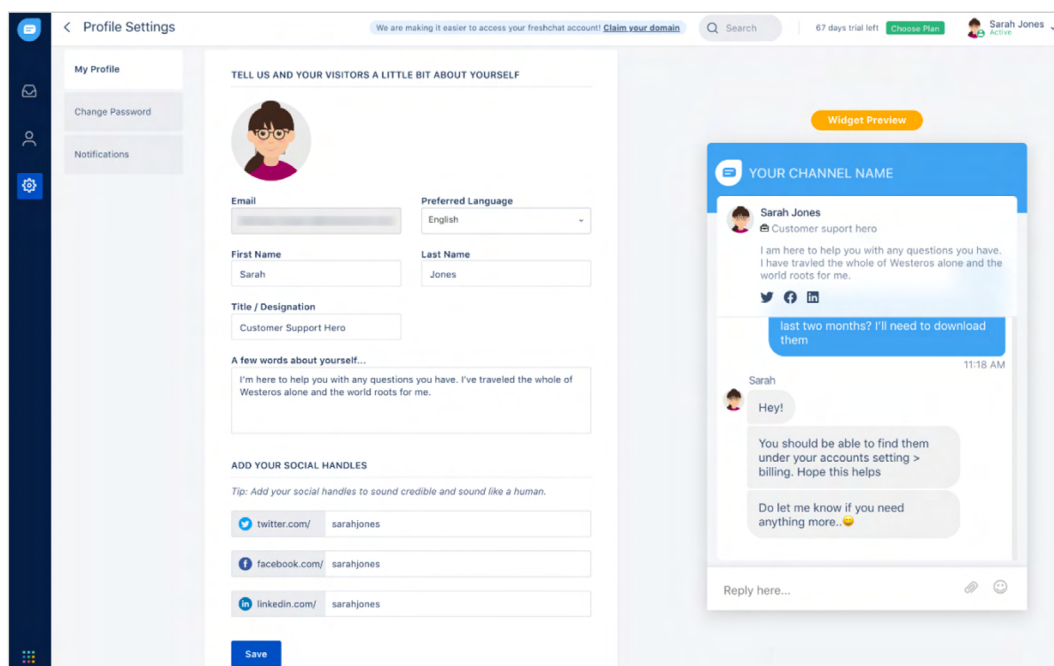 Profile Settings
We are making it easier to access your freshchat account! Claim your domain
Search
67 days trial left
Choose Plan
Sarah Jones
Active
My Profile
Change Password
Notifications
TELL US AND YOUR VISITORS A LITTLE BIT ABOUT YOURSELF
Email
Preferred Language
English
First Name
Last Name
Sarah
Jones
Title / Designation
Customer Support Hero
A few words about yourself...
I'm here to help you with any questions you have. I've traveled the whole of
Westeros alone and the world roots for me.
ADD YOUR SOCIAL HANDLES
Tip: Add your social handles to sound credible and sound like a human.
twitter.com/ sarahjones
facebook.com/ sarahjones
linkedin.com/ sarahjones
Save
Widget Preview
YOUR CHANNEL NAME
Sarah Jones
Customer suport hero
I am here to help you with any questions you have.
I have travled the whole of Westeros alone and the
world roots for me.
last two months? I'll need to download
them
11:18 AM
Sarah
Hey!
You should be able to find them
under your accounts setting >
billing. Hope this helps
Do let me know if you need
anything more..😄
Reply here...